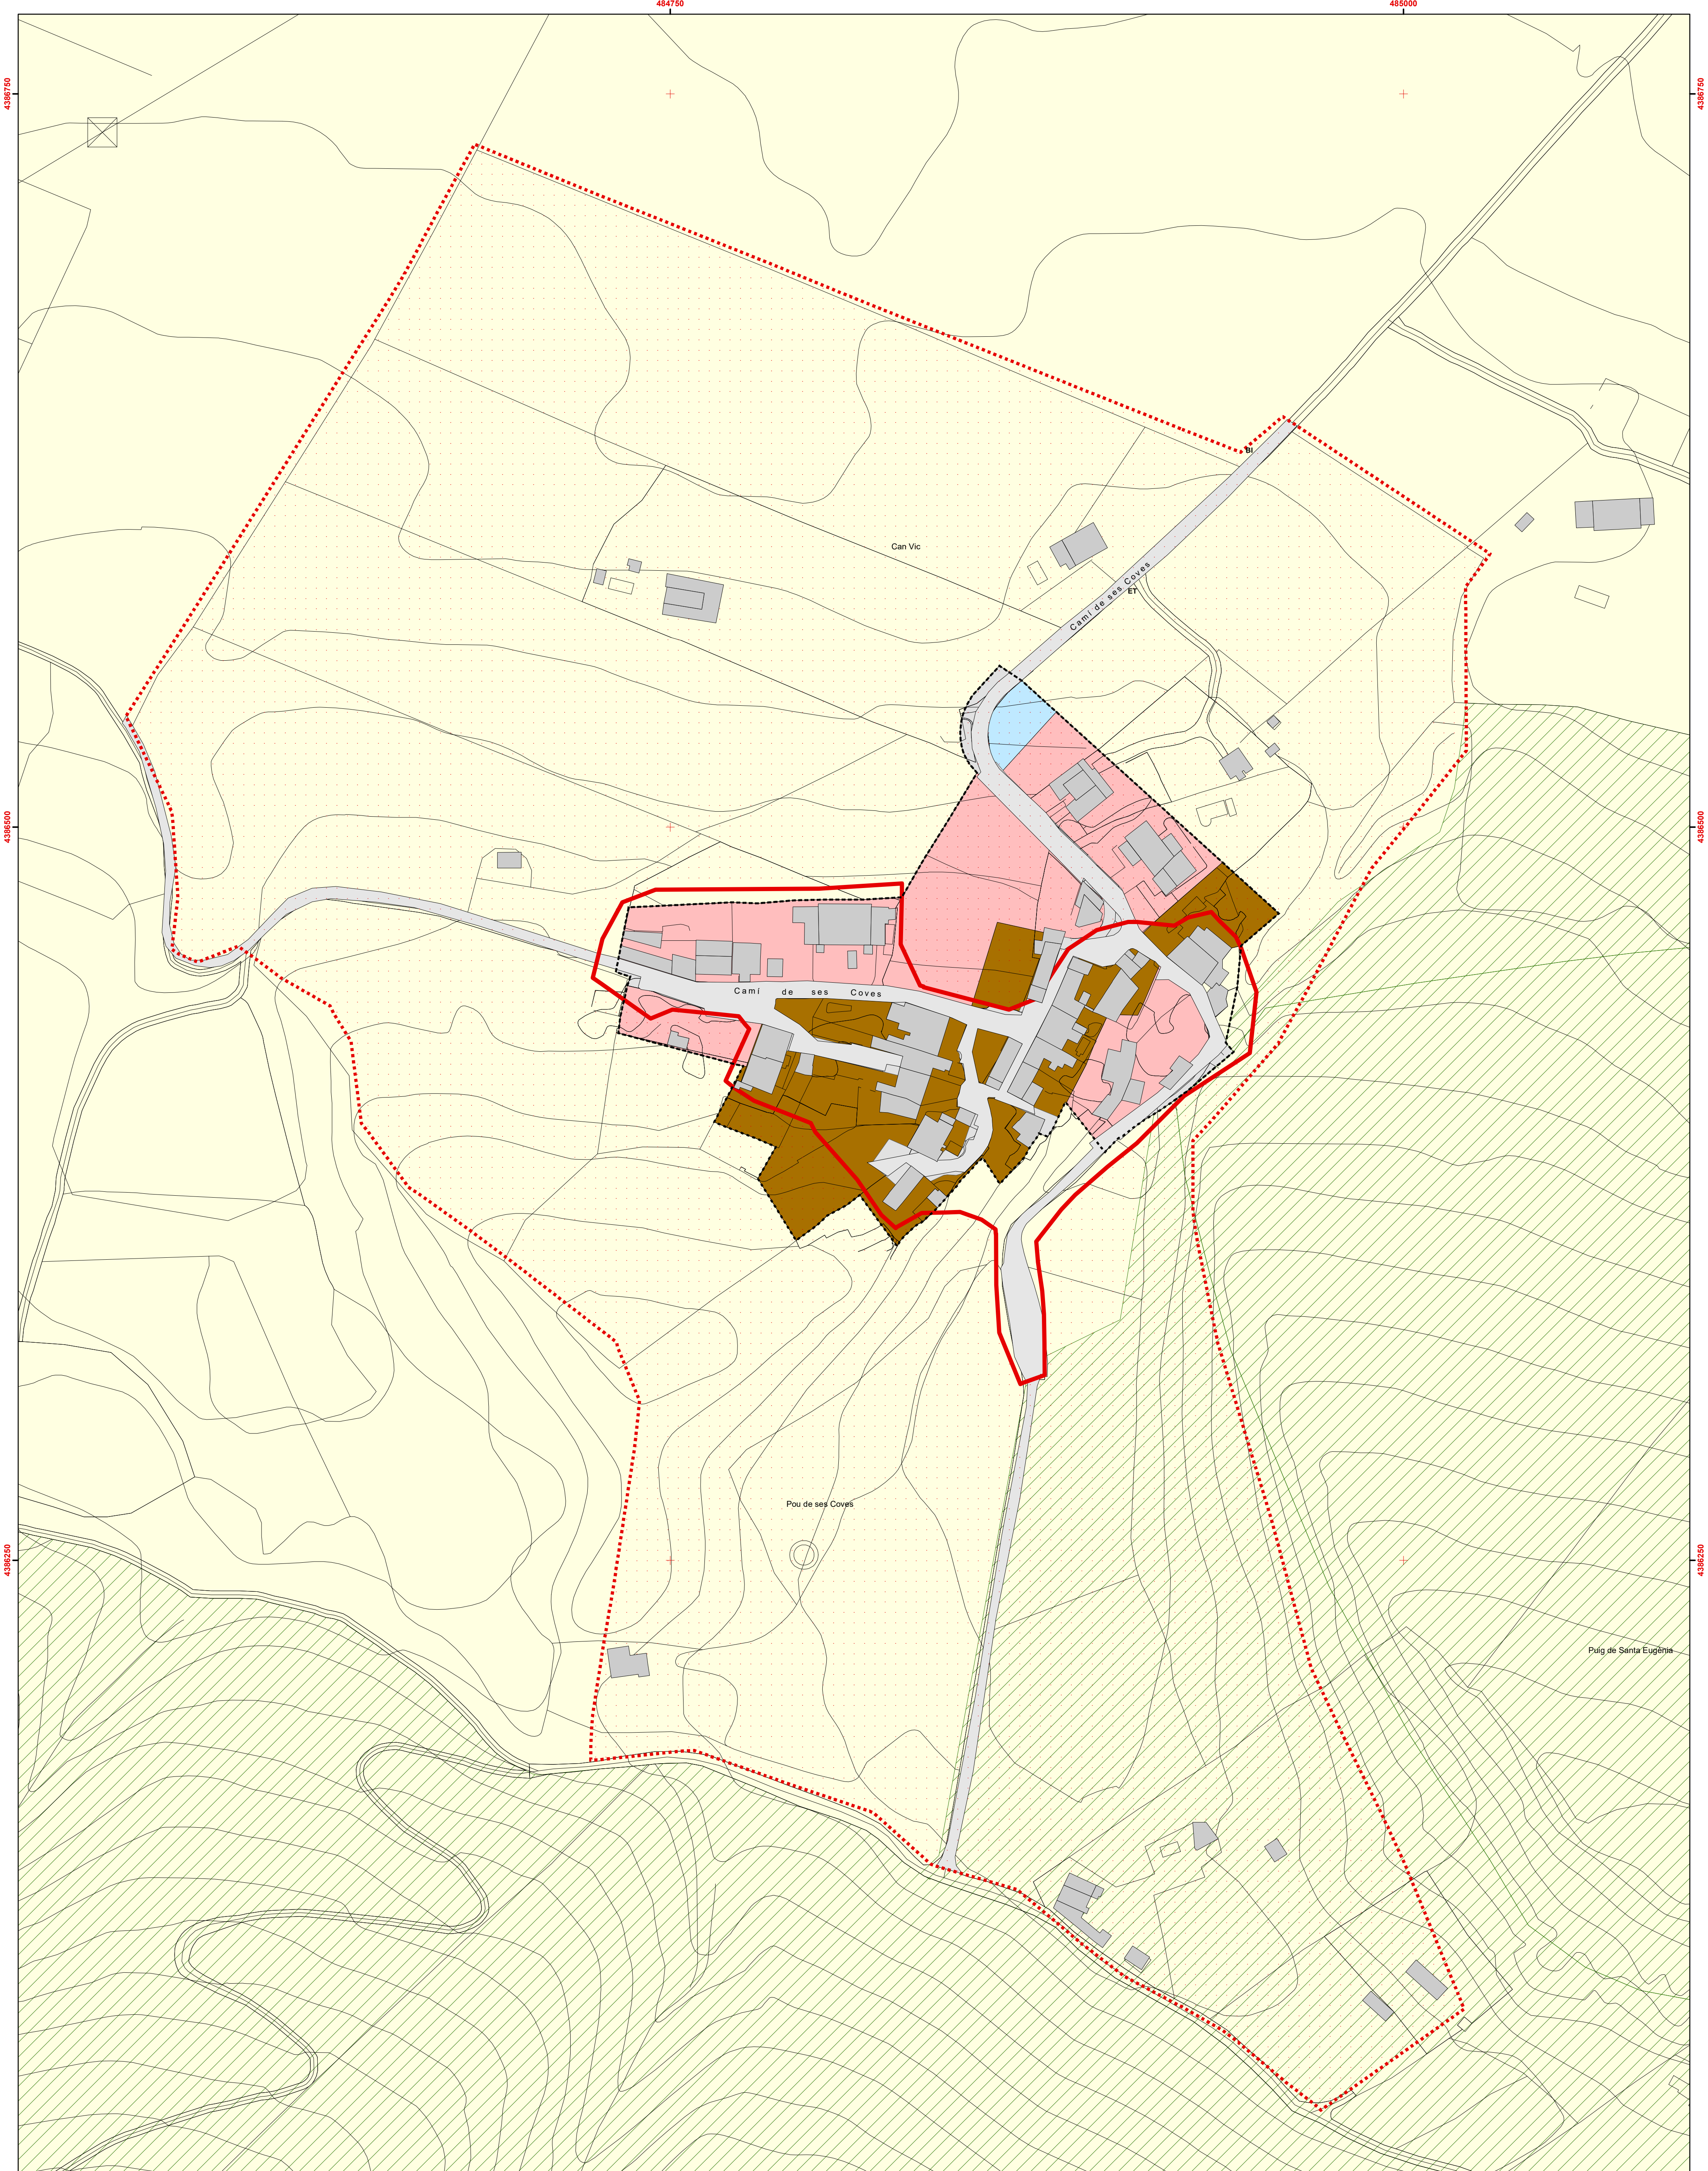 484750 485000
4386750 4386750
BI
Can Vic
Camí de ses Coves
ET
4386500 4386500
Camí de ses Coves
Pou de ses Coves
4386250 4386250
Puig de Santa Eugènia